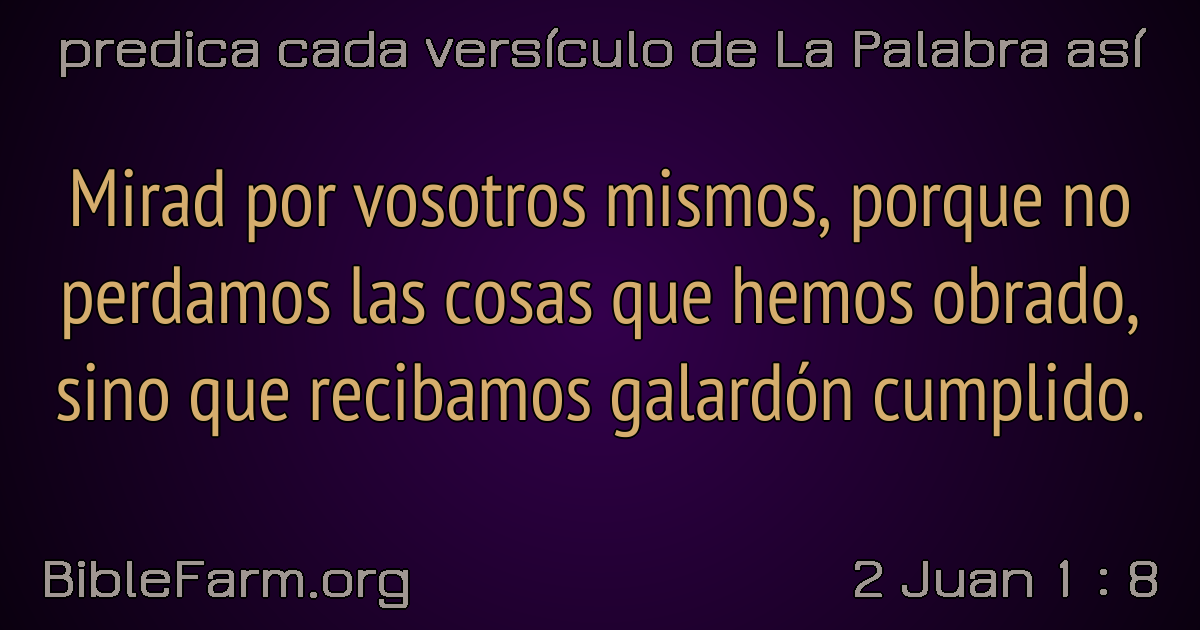 predica cada versículo de La Palabra así
Mirad por vosotros mismos, porque no
perdamos las cosas que hemos obrado,
sino que recibamos galardón cumplido.
BibleFarm.org
2 Juan 1 : 8